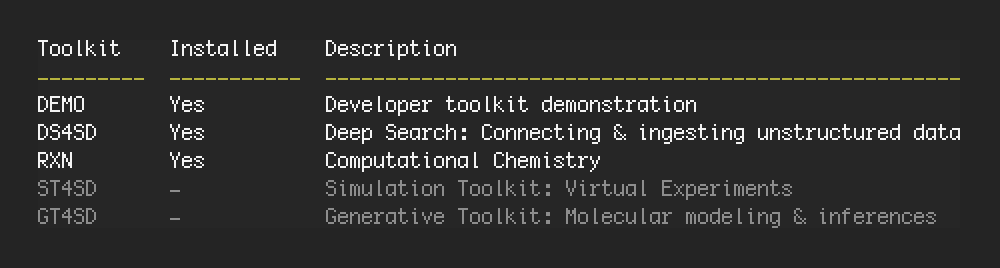 Toolkit Installed Description
DEMO Yes Developer toolkit demonstration
DS4SD Yes Deep Search: Connecting & ingesting unstructured data
RXN Yes Computational Chemistry
ST4SD – Simulation Toolkit: Virtual Experiments
GT4SD – Generative Toolkit: Molecular modeling & inferences